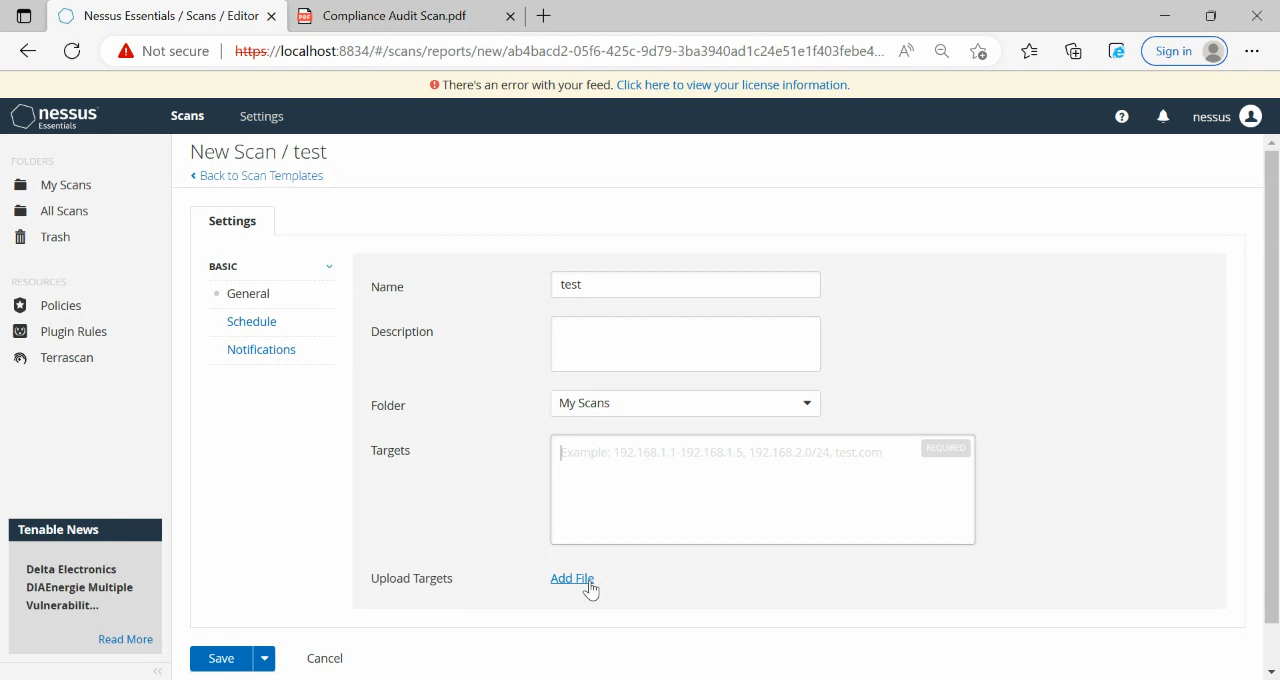 Nessus Essentials / Scans / Editor
Compliance Audit Scan.pdf
Not secure
https://localhost:8834/#/scans/reports/new/ab4bacd2-05f6-425c-9d79-3ba3940ad1c24e51e1f403febe4...
Sign in
There's an error with your feed. Click here to view your license information.
nessus
Essentials
Scans
Settings
nessus
FOLDERS
My Scans
All Scans
Trash
RESOURCES
Policies
Plugin Rules
Terrascan
Tenable News
Delta Electronics
DIAEnergie Multiple
Vulnerabilit...
Read More
New Scan / test
Back to Scan Templates
Settings
BASIC
General
Schedule
Notifications
Name
test
Description
Folder
My Scans
Targets
Example: 192.168.1.1-192.168.1.5, 192.168.2.0/24, test.com
REQUIRED
Upload Targets
Add File
Save
Cancel